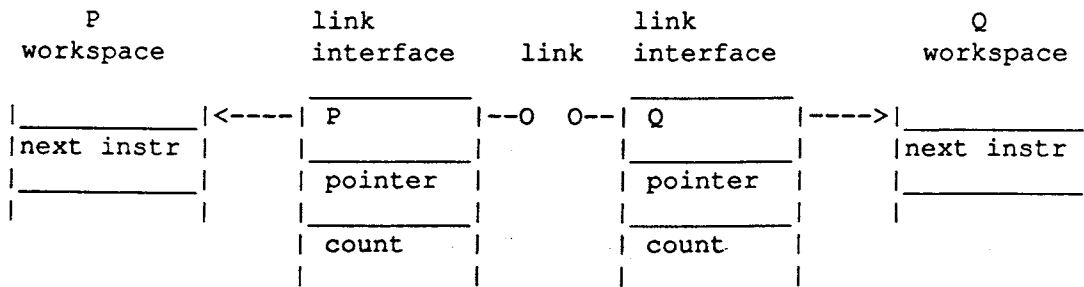 P link link Q
workspace interface link interface workspace
P O O Q
next instr pointer pointer next instr
count count